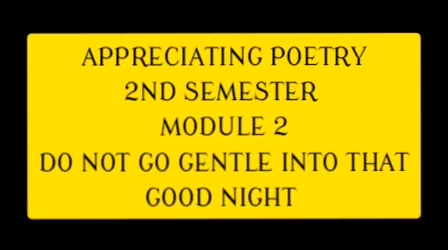 APPRECIATING POETRY
2ND SEMESTER
MODULE 2
DO NOT GO GENTLE INTO THAT
GOOD NIGHT